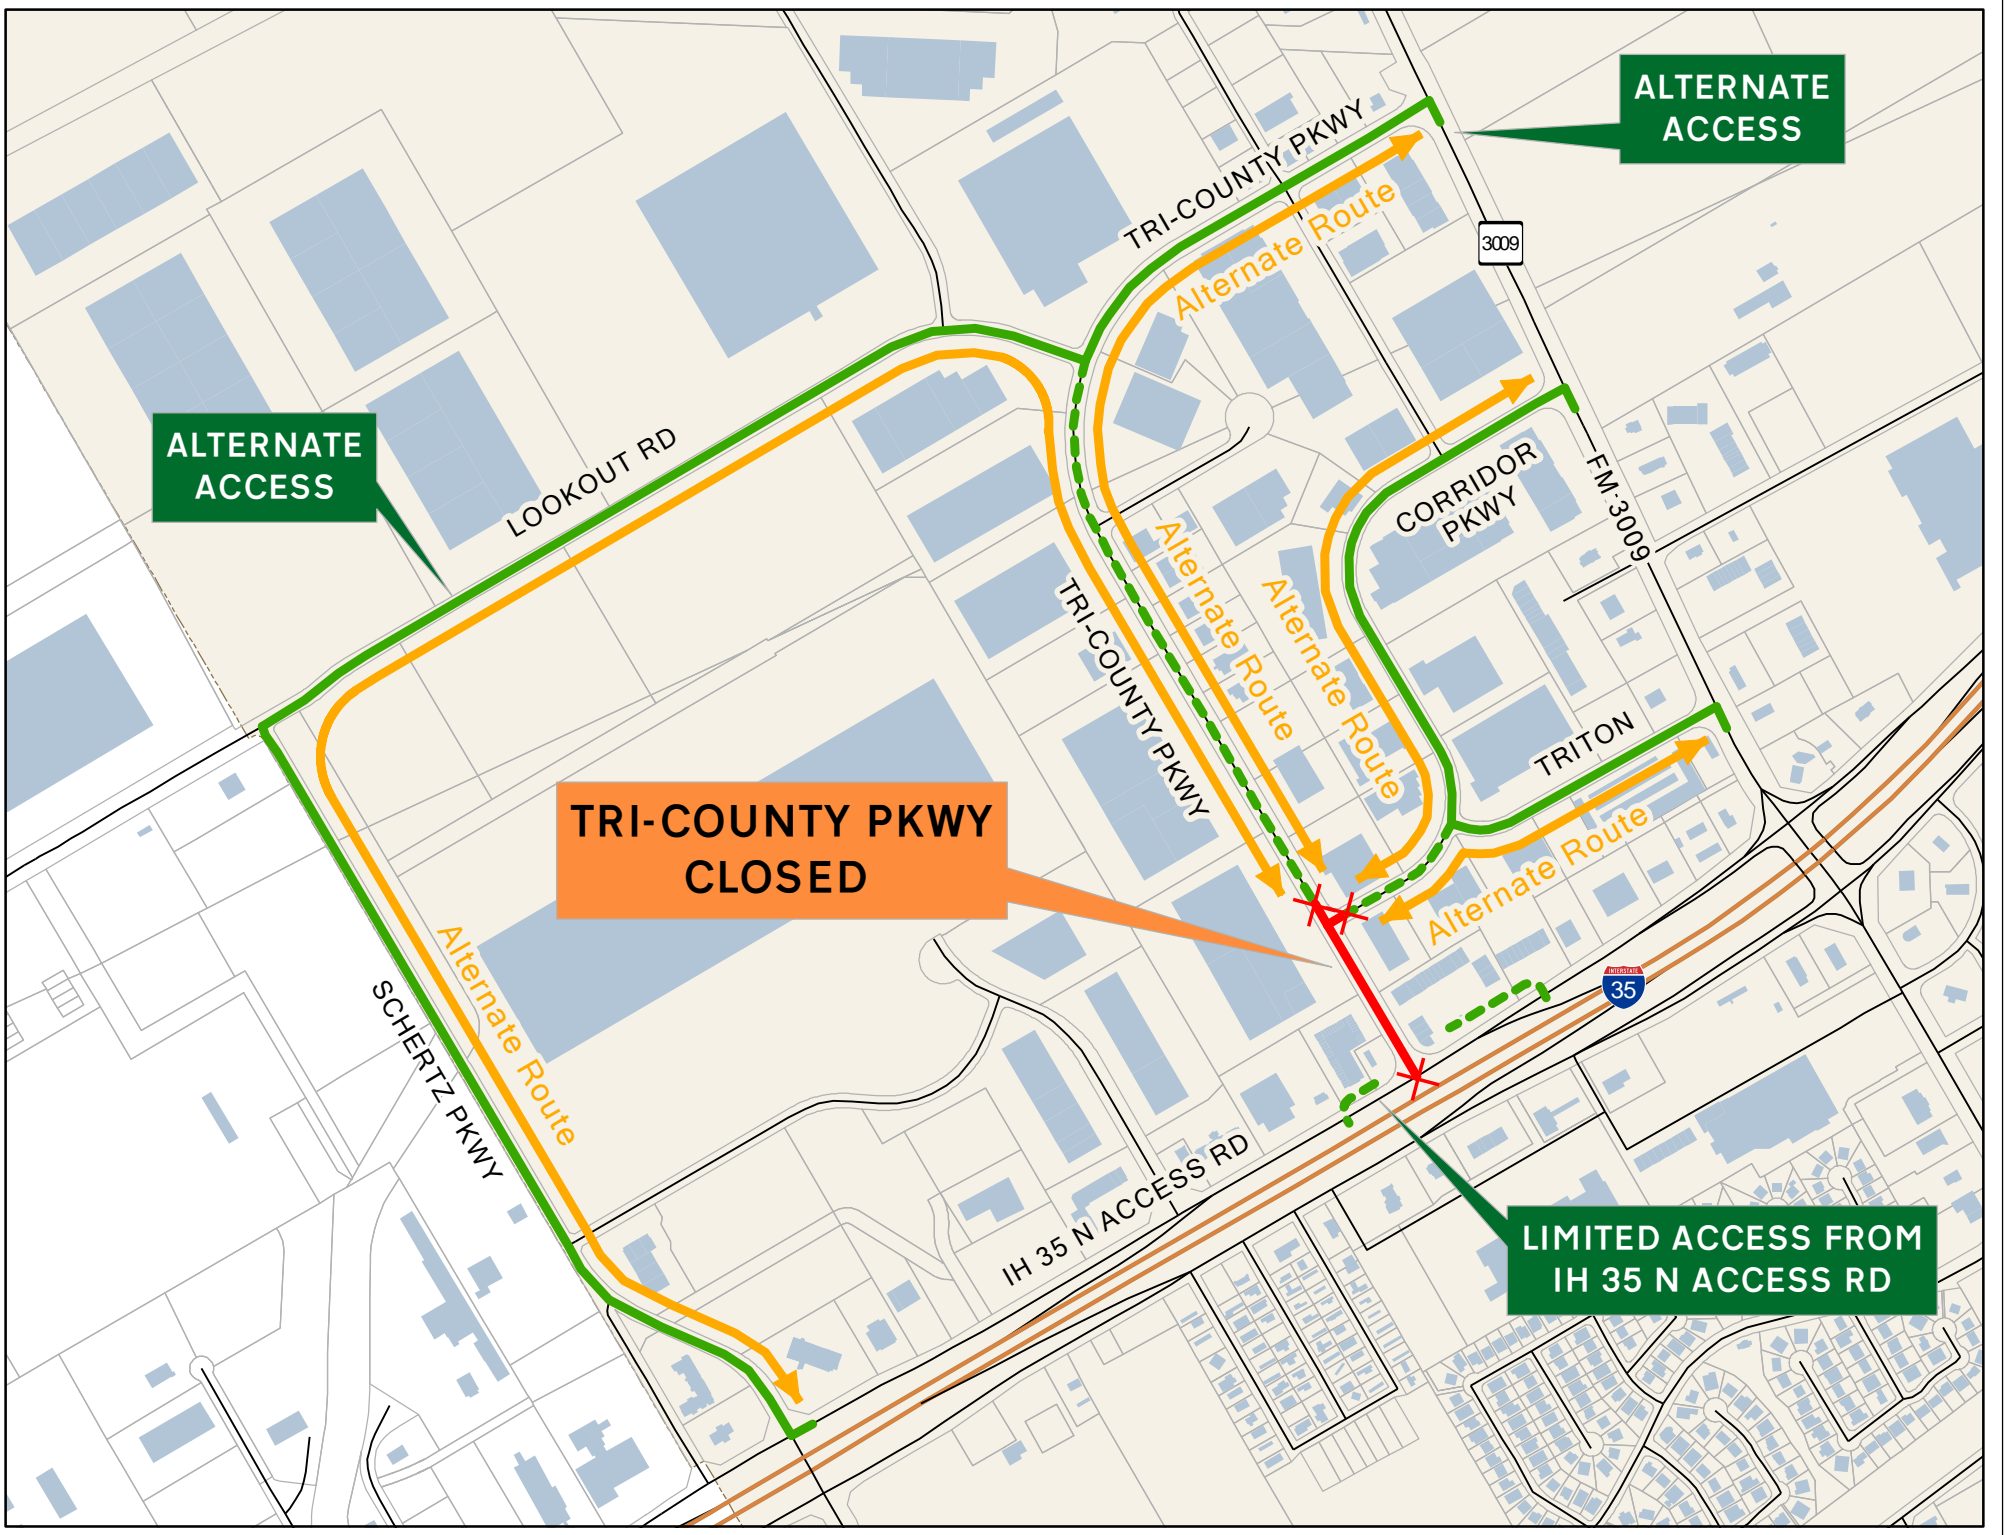 ALTERNATE
ACCESS
TRI-COUNTY PKWY
Alternate Route
3009
ALTERNATE
ACCESS
LOOKOUT RD
CORRIDOR
PKWY
FM 3009
Alternate Route
Alternate Route
TRI-COUNTY PKWY
TRITON
TRI-COUNTY PKWY
CLOSED
Alternate Route
Alternate Route
SCHERTZ PKWY
INTERSTATE
35
IH 35 N ACCESS RD
LIMITED ACCESS FROM
IH 35 N ACCESS RD